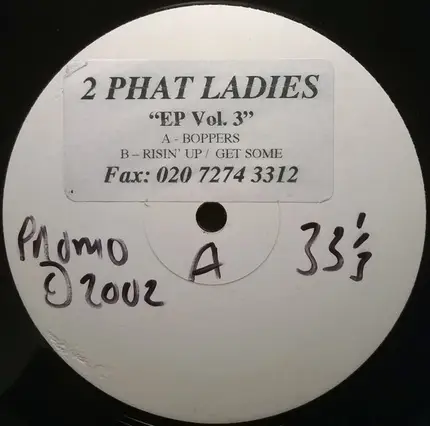 2 PHAT LADIES
“EP Vol. 3”
A - BOPPERS
B – RISIN’ UP / GET SOME
Fax: 020 7274 3312
PROMO A 33⅓
© 2002